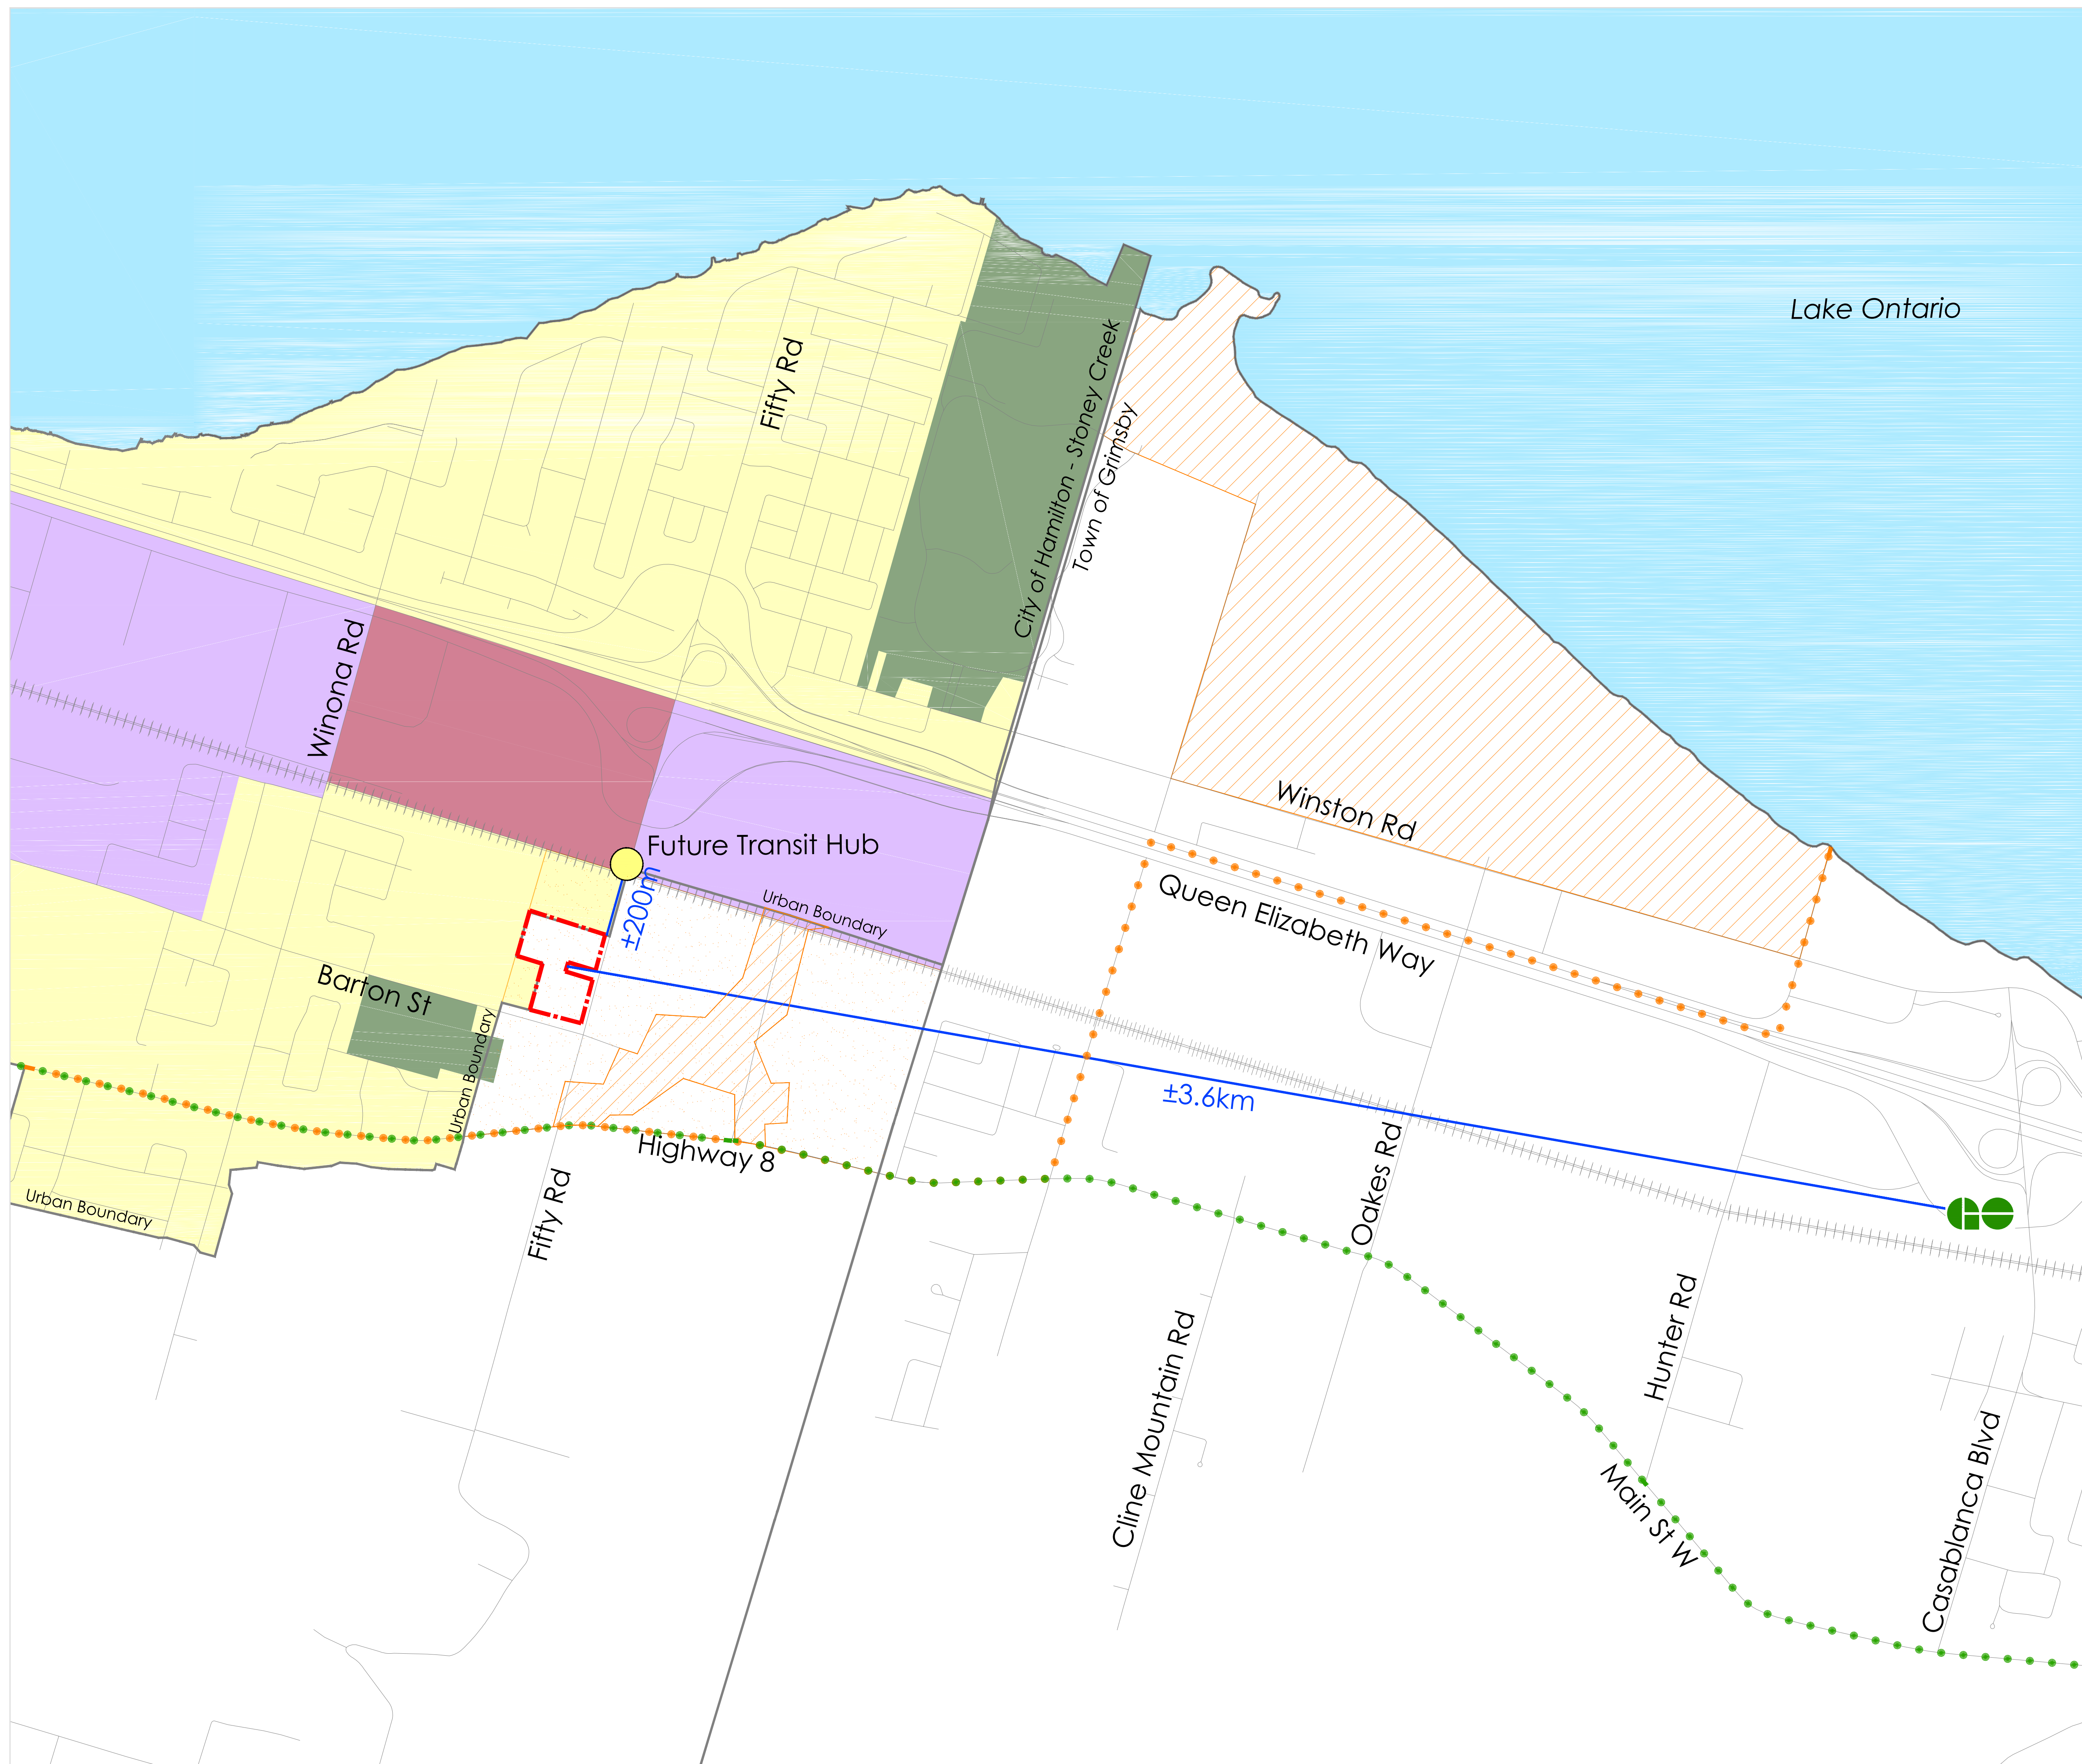 Lake Ontario
Fifty Rd
City of Hamilton - Stoney Creek
Town of Grimsby
Winona Rd
Winston Rd
Future Transit Hub
±200m
Urban Boundary
Queen Elizabeth Way
Barton St
Urban Boundary
±3.6km
Highway 8
Oakes Rd
Urban Boundary
Fifty Rd
Hunter Rd
Cline Mountain Rd
Main St W
Casablanca Blvd
GO